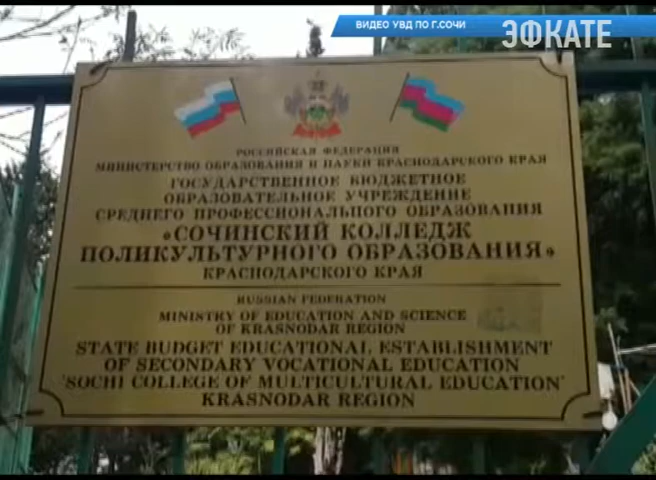 ВИДЕО УВД ПО Г.СОЧИ
ЭФКАТЕ
РОССИЙСКАЯ ФЕДЕРАЦИЯ
МИНИСТЕРСТВО ОБРАЗОВАНИЯ И НАУКИ КРАСНОДАРСКОГО КРАЯ
ГОСУДАРСТВЕННОЕ БЮДЖЕТНОЕ
ОБРАЗОВАТЕЛЬНОЕ УЧРЕЖДЕНИЕ
СРЕДНЕГО ПРОФЕССИОНАЛЬНОГО ОБРАЗОВАНИЯ
«СОЧИНСКИЙ КОЛЛЕДЖ
ПОЛИКУЛЬТУРНОГО ОБРАЗОВАНИЯ»
КРАСНОДАРСКОГО КРАЯ
RUSSIAN FEDERATION
MINISTRY OF EDUCATION AND SCIENCE
OF KRASNODAR REGION
STATE BUDGET EDUCATIONAL ESTABLISHMENT
OF SECONDARY VOCATIONAL EDUCATION
'SOCHI COLLEGE OF MULTICULTURAL EDUCATION'
KRASNODAR REGION